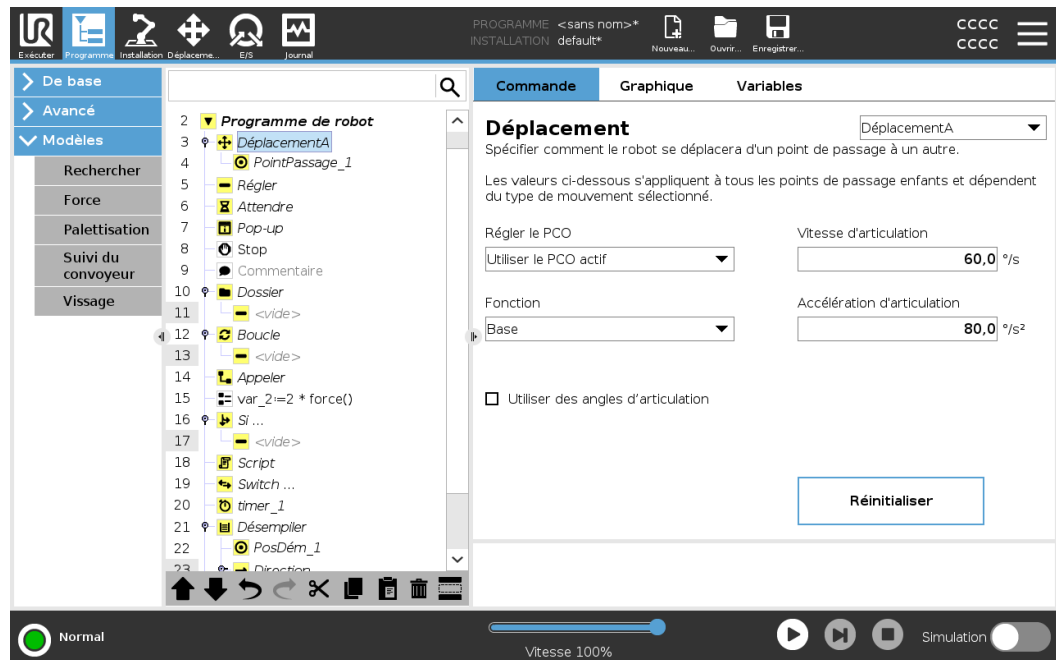 UR
Exécuter
Programme
Installation
Déplaceme...
E/S
Journal
PROGRAMME <sans nom>*
INSTALLATION default*
Nouveau...
Ouvrir...
Enregistrer...
CCCC
CCCC
De base
Avancé
Modèles
Rechercher
Force
Palettisation
Suivi du
convoyeur
Vissage
2 Programme de robot
3 DéplacementA
4 PointPassage_1
5 Régler
6 Attendre
7 Pop-up
8 Stop
9 Commentaire
10 Dossier
11 <vide>
12 Boucle
13 <vide>
14 Appeler
15 var_2≔2 * force()
16 Si ...
17 <vide>
18 Script
19 Switch ...
20 timer_1
21 Désempiler
22 PosDém_1
23 Direction
Commande
Graphique
Variables
Déplacement
DéplacementA
Spécifier comment le robot se déplacera d'un point de passage à un autre.
Les valeurs ci-dessous s'appliquent à tous les points de passage enfants et dépendent
du type de mouvement sélectionné.
Régler le PCO
Vitesse d'articulation
Utiliser le PCO actif
60,0 °/s
Fonction
Accélération d'articulation
Base
80,0 °/s²
Utiliser des angles d’articulation
Réinitialiser
Normal
Vitesse 100%
Simulation